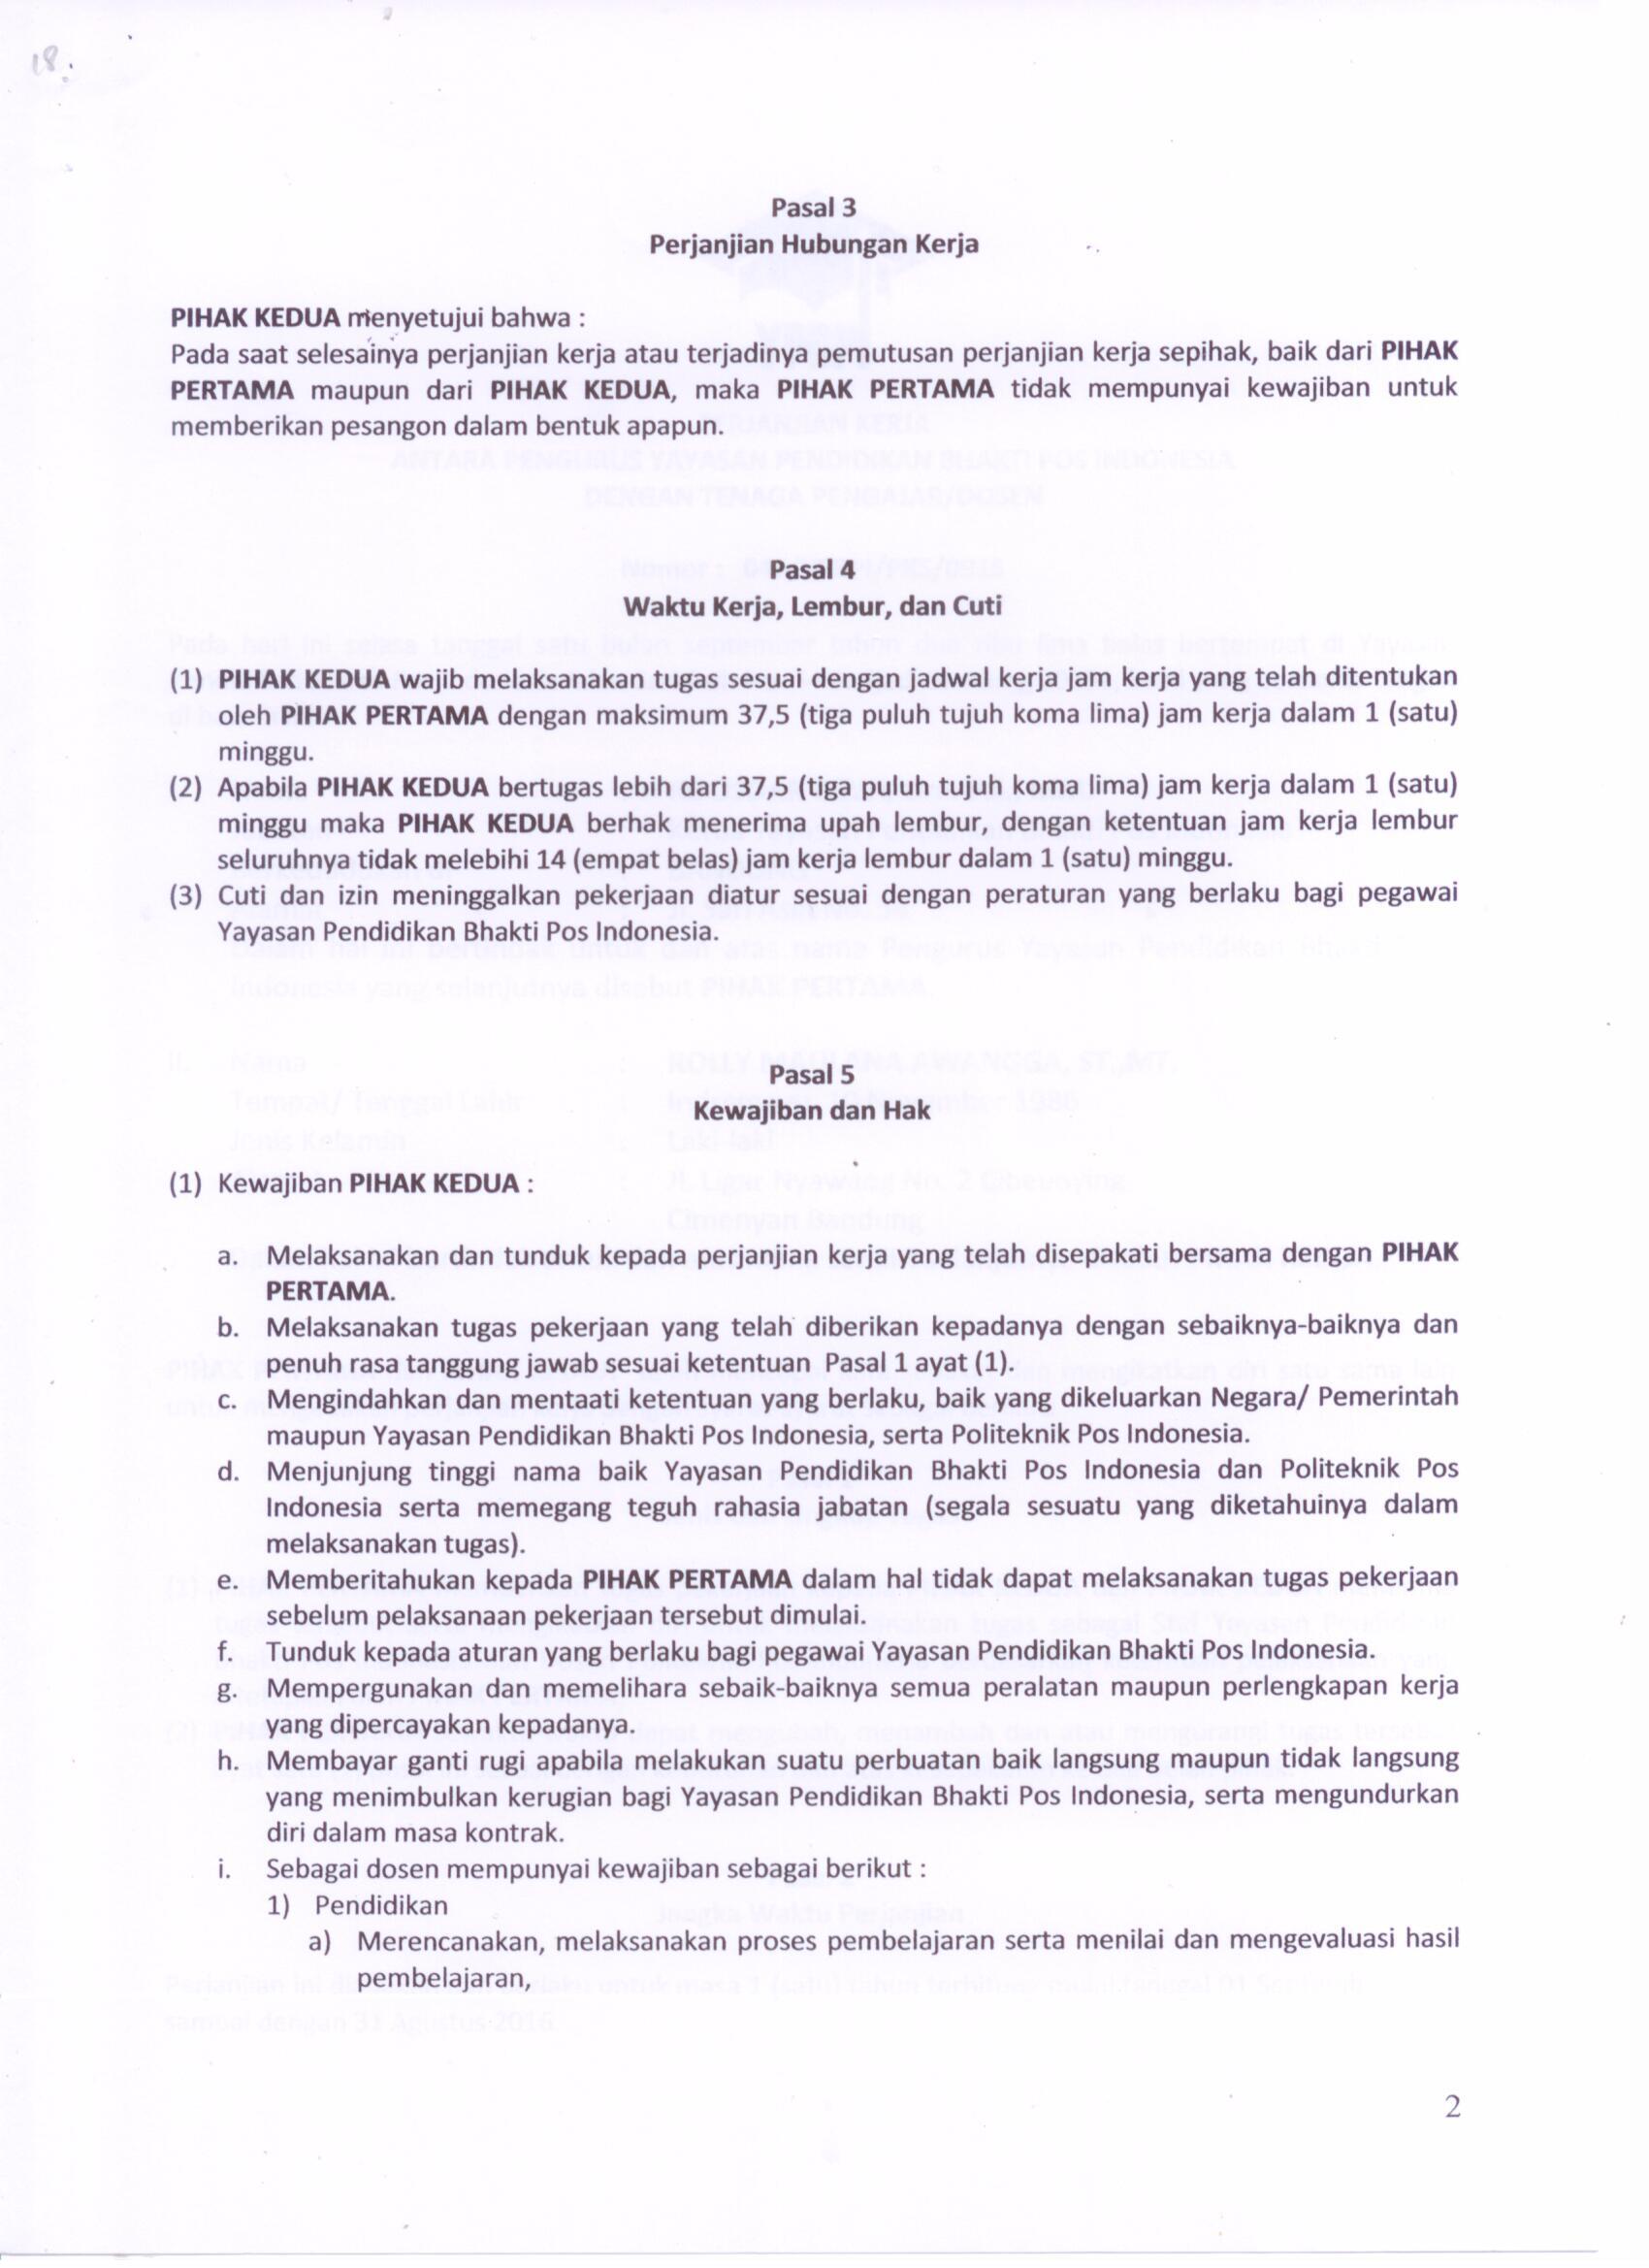 18.
Pasal 3
Perjanjian Hubungan Kerja
PIHAK KEDUA menyetujui bahwa :
Pada saat selesainya perjanjian kerja atau terjadinya pemutusan perjanjian kerja sepihak, baik dari PIHAK
PERTAMA maupun dari PIHAK KEDUA, maka PIHAK PERTAMA tidak mempunyai kewajiban untuk
memberikan pesangon dalam bentuk apapun.
Pasal 4
Waktu Kerja, Lembur, dan Cuti
(1) PIHAK KEDUA wajib melaksanakan tugas sesuai dengan jadwal kerja jam kerja yang telah ditentukan
oleh PIHAK PERTAMA dengan maksimum 37,5 (tiga puluh tujuh koma lima) jam kerja dalam 1 (satu)
minggu.
(2) Apabila PIHAK KEDUA bertugas lebih dari 37,5 (tiga puluh tujuh koma lima) jam kerja dalam 1 (satu)
minggu maka PIHAK KEDUA berhak menerima upah lembur, dengan ketentuan jam kerja lembur
seluruhnya tidak melebihi 14 (empat belas) jam kerja lembur dalam 1 (satu) minggu.
(3) Cuti dan izin meninggalkan pekerjaan diatur sesuai dengan peraturan yang berlaku bagi pegawai
Yayasan Pendidikan Bhakti Pos Indonesia.
Pasal 5
Kewajiban dan Hak
(1) Kewajiban PIHAK KEDUA :
a. Melaksanakan dan tunduk kepada perjanjian kerja yang telah disepakati bersama dengan PIHAK
PERTAMA.
b. Melaksanakan tugas pekerjaan yang telah diberikan kepadanya dengan sebaiknya-baiknya dan
penuh rasa tanggung jawab sesuai ketentuan Pasal 1 ayat (1).
c. Mengindahkan dan mentaati ketentuan yang berlaku, baik yang dikeluarkan Negara/ Pemerintah
maupun Yayasan Pendidikan Bhakti Pos Indonesia, serta Politeknik Pos Indonesia.
d. Menjunjung tinggi nama baik Yayasan Pendidikan Bhakti Pos Indonesia dan Politeknik Pos
Indonesia serta memegang teguh rahasia jabatan (segala sesuatu yang diketahuinya dalam
melaksanakan tugas).
e. Memberitahukan kepada PIHAK PERTAMA dalam hal tidak dapat melaksanakan tugas pekerjaan
sebelum pelaksanaan pekerjaan tersebut dimulai.
f. Tunduk kepada aturan yang berlaku bagi pegawai Yayasan Pendidikan Bhakti Pos Indonesia.
g. Mempergunakan dan memelihara sebaik-baiknya semua peralatan maupun perlengkapan kerja
yang dipercayakan kepadanya.
h. Membayar ganti rugi apabila melakukan suatu perbuatan baik langsung maupun tidak langsung
yang menimbulkan kerugian bagi Yayasan Pendidikan Bhakti Pos Indonesia, serta mengundurkan
diri dalam masa kontrak.
i. Sebagai dosen mempunyai kewajiban sebagai berikut :
1) Pendidikan
a) Merencanakan, melaksanakan proses pembelajaran serta menilai dan mengevaluasi hasil
pembelajaran,
2